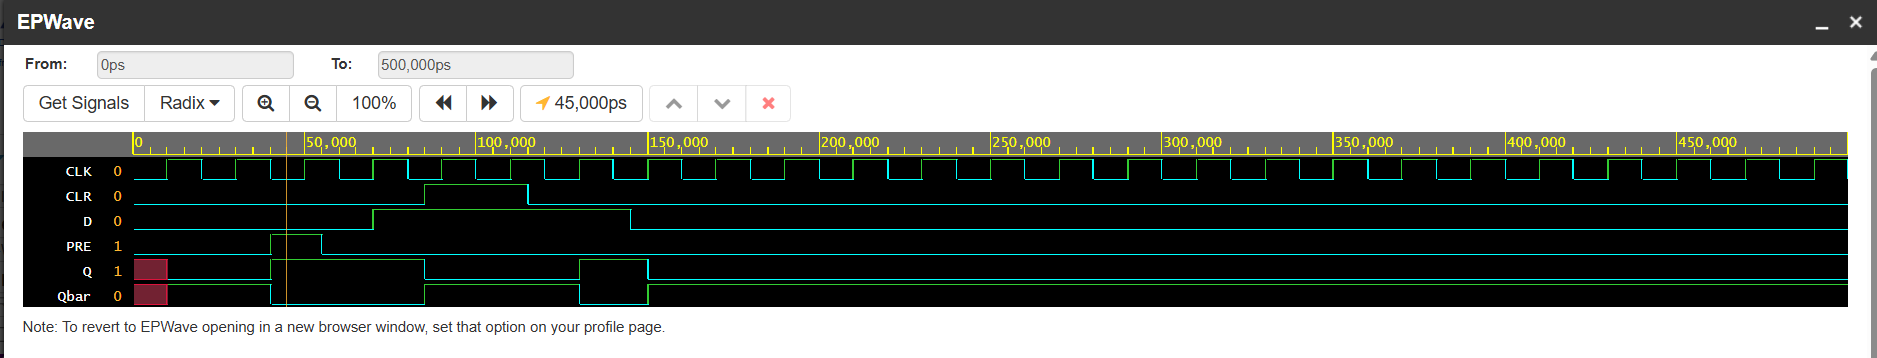 EPWave
From: 0ps To: 500,000ps
Get Signals Radix 100% 45,000ps
0 50,000 100,000 150,000 200,000 250,000 300,000 350,000 400,000 450,000
CLK 0
CLR 0
D 0
PRE 1
Q 1
Qbar 0
Note: To revert to EPWave opening in a new browser window, set that option on your profile page.